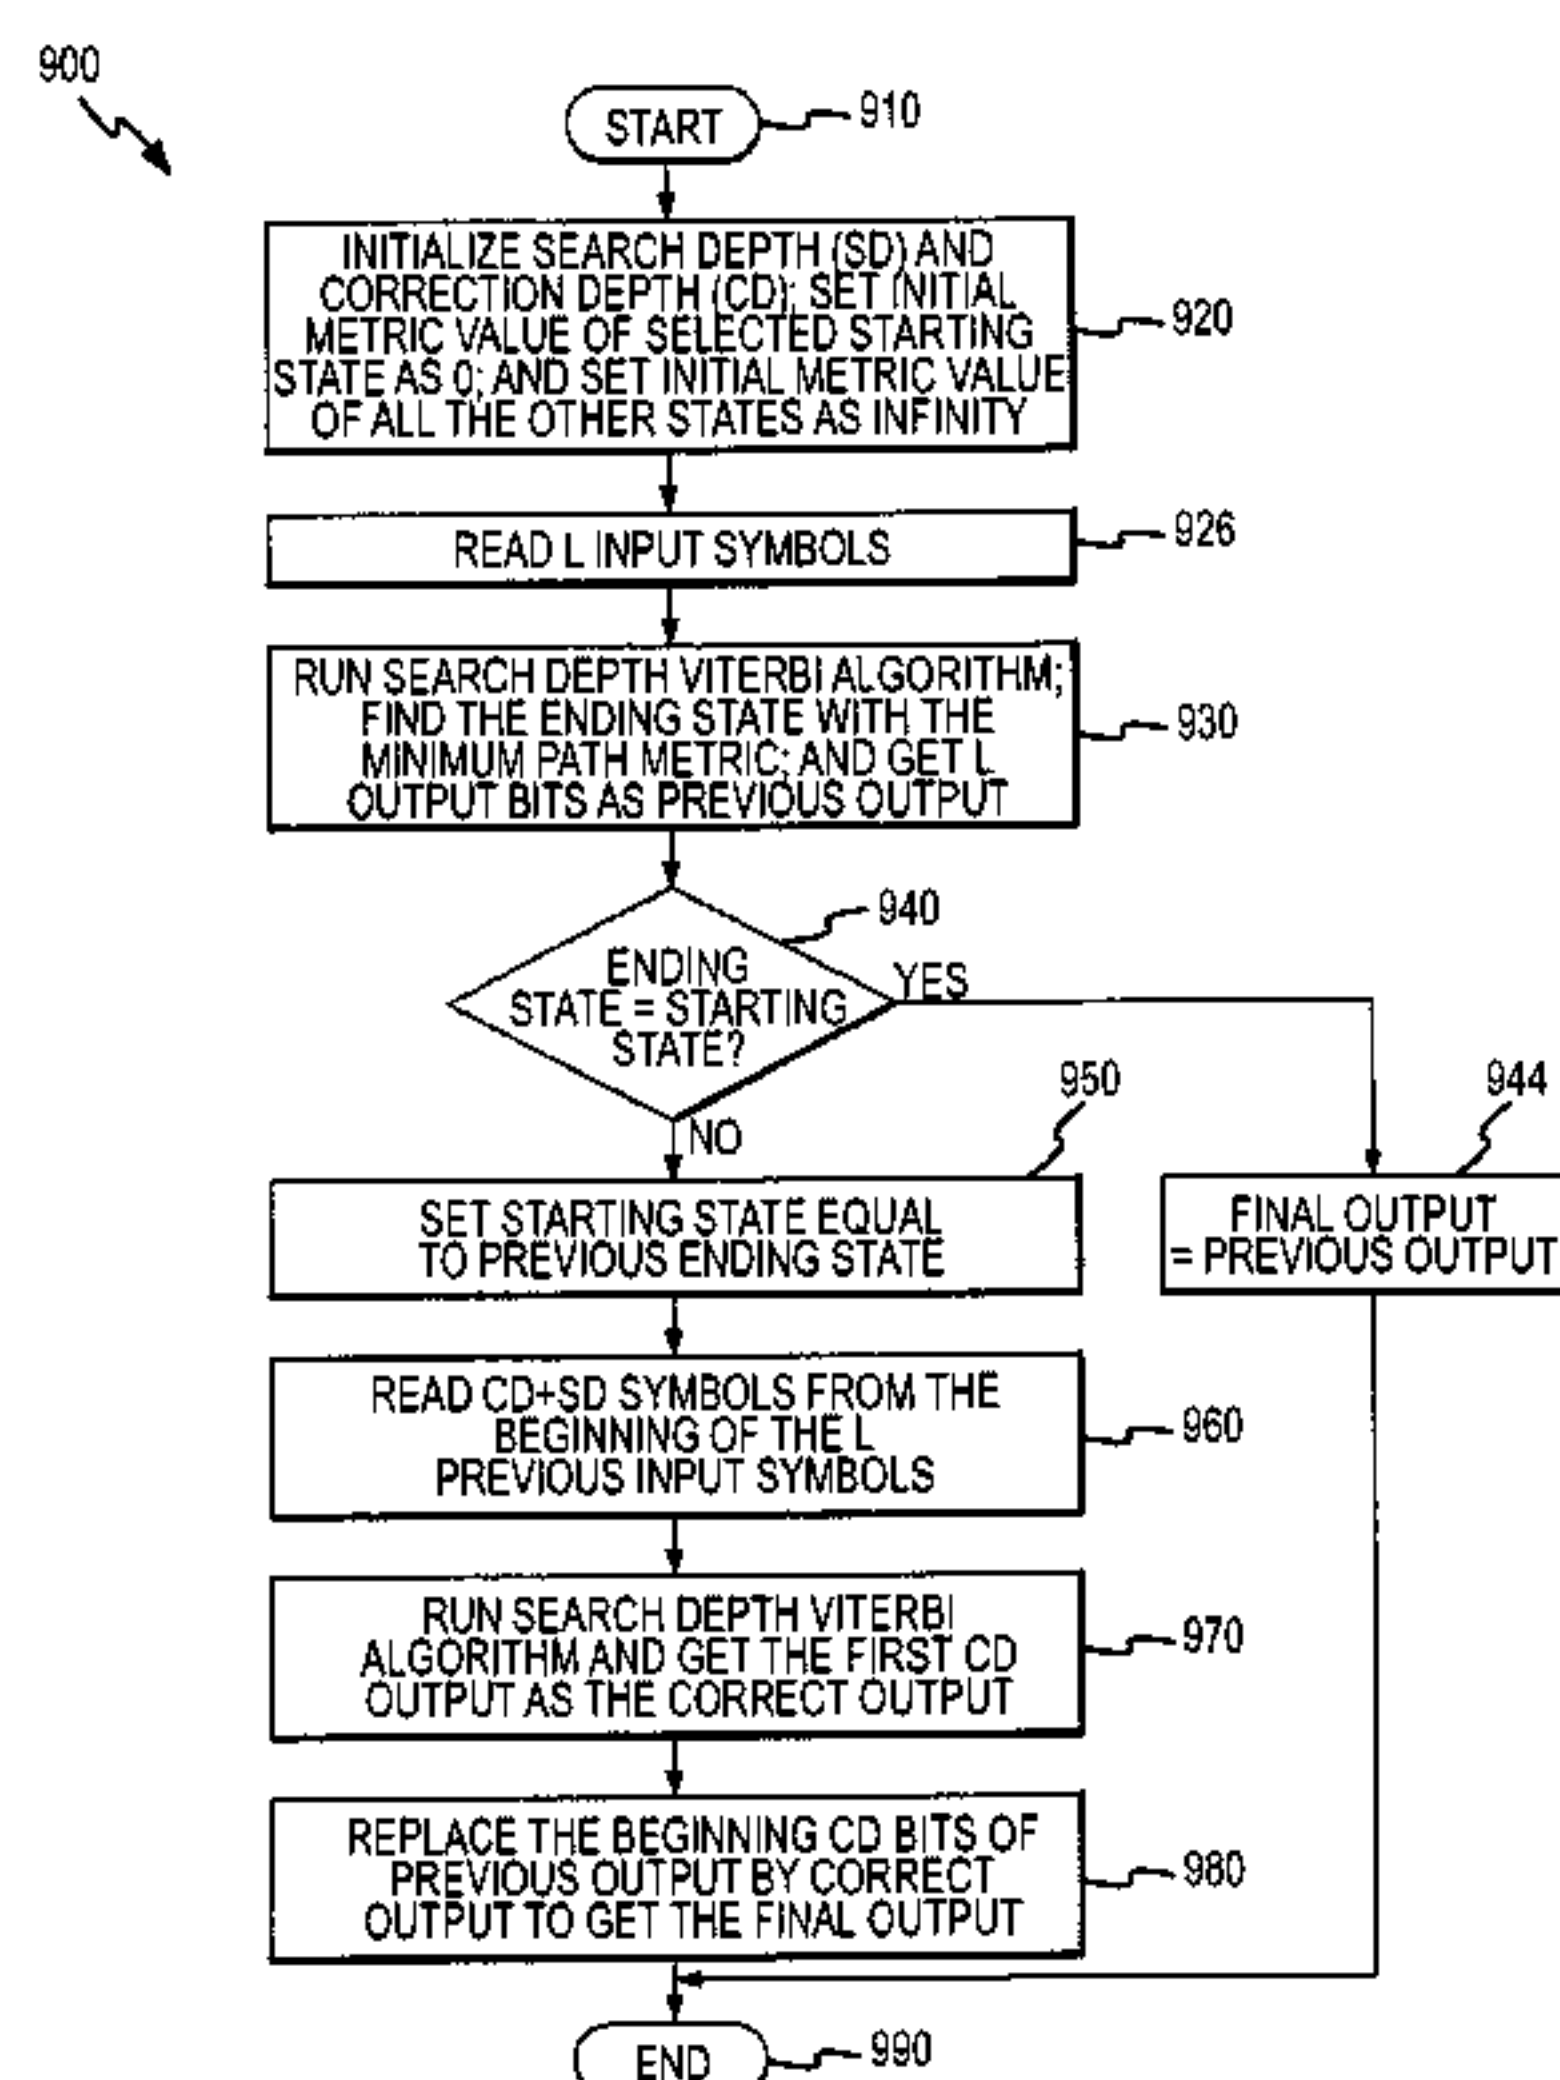 900
START
910
INITIALIZE SEARCH DEPTH (SD) AND
CORRECTION DEPTH (CD); SET INITIAL
METRIC VALUE OF SELECTED STARTING
STATE AS 0; AND SET INITIAL METRIC VALUE
OF ALL THE OTHER STATES AS INFINITY
920
READ L INPUT SYMBOLS
926
RUN SEARCH DEPTH VITERBI ALGORITHM;
FIND THE ENDING STATE WITH THE
MINIMUM PATH METRIC; AND GET L
OUTPUT BITS AS PREVIOUS OUTPUT
930
940
ENDING
STATE = STARTING
STATE?
YES
NO
950
944
SET STARTING STATE EQUAL
TO PREVIOUS ENDING STATE
FINAL OUTPUT
= PREVIOUS OUTPUT
READ CD+SD SYMBOLS FROM THE
BEGINNING OF THE L
PREVIOUS INPUT SYMBOLS
960
RUN SEARCH DEPTH VITERBI
ALGORITHM AND GET THE FIRST CD
OUTPUT AS THE CORRECT OUTPUT
970
REPLACE THE BEGINNING CD BITS OF
PREVIOUS OUTPUT BY CORRECT
OUTPUT TO GET THE FINAL OUTPUT
980
END
990